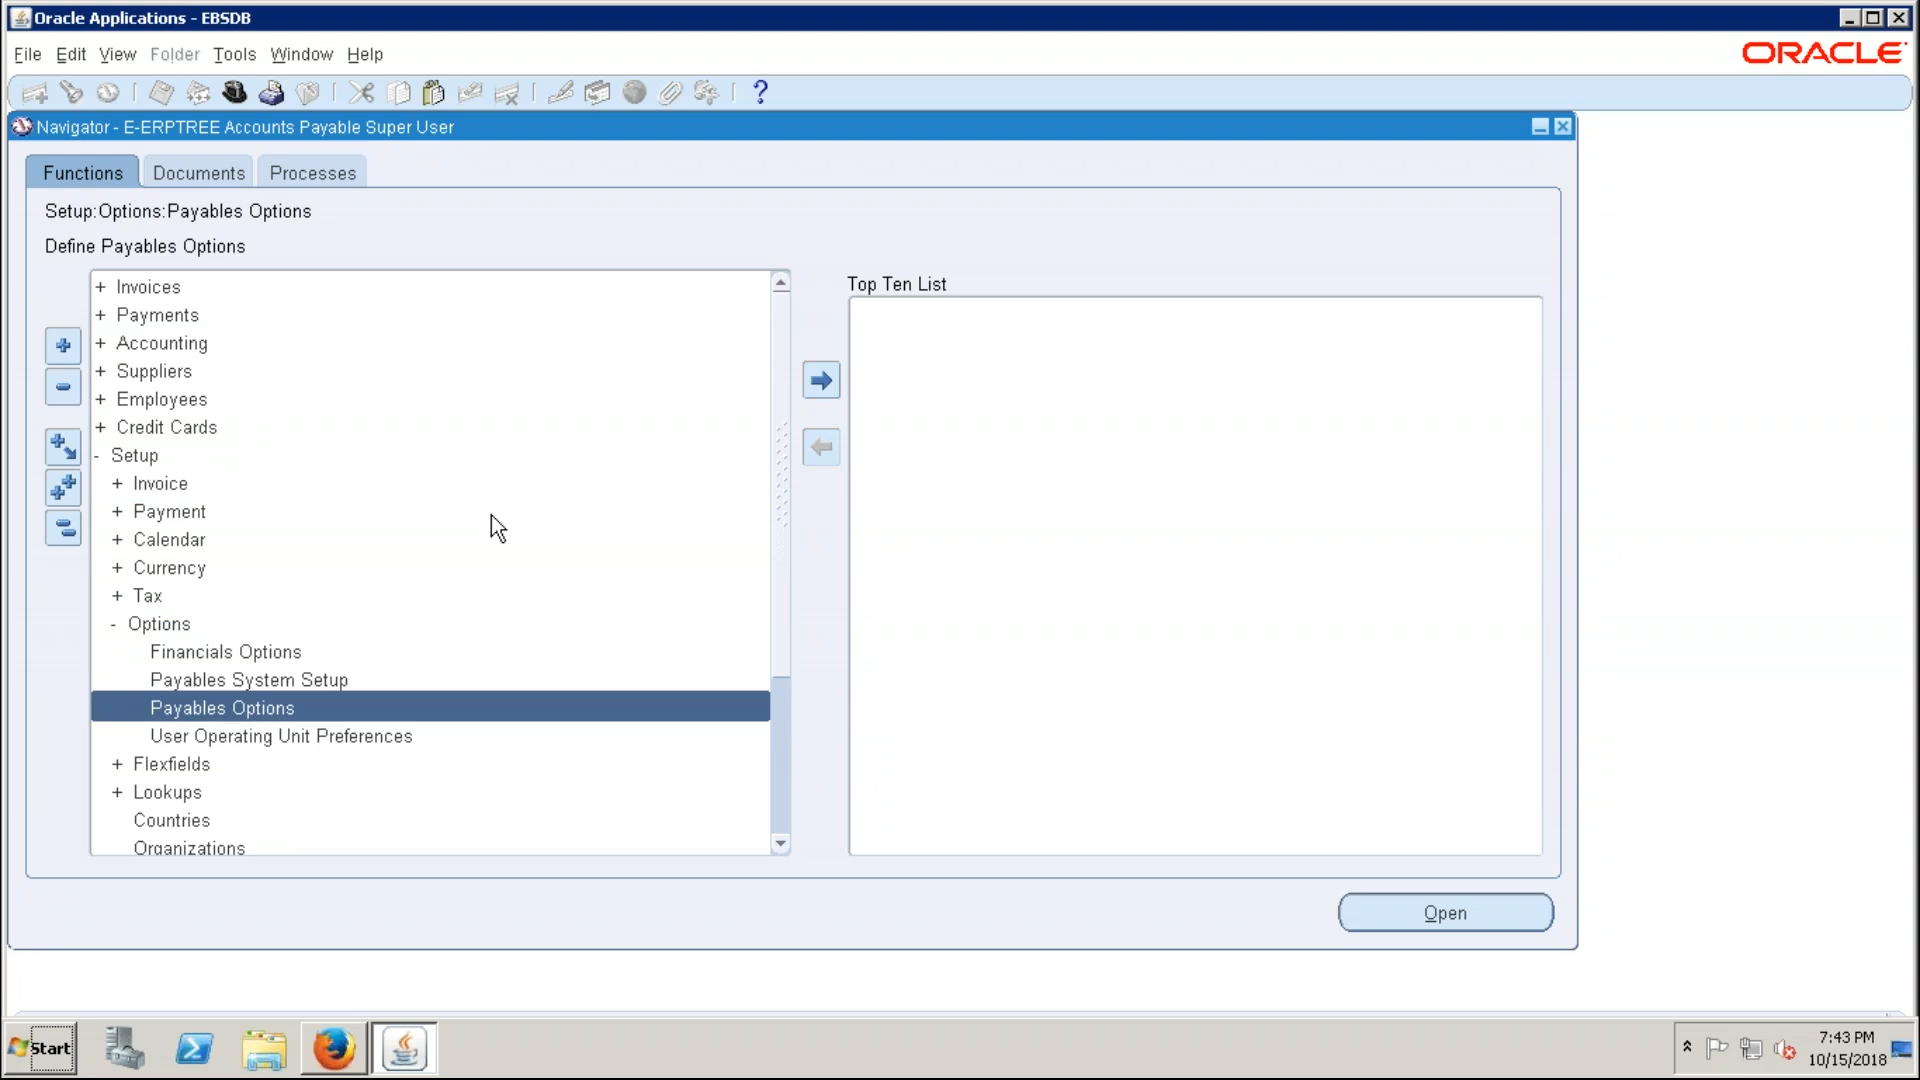 Oracle Applications - EBSDB
File Edit View Folder Tools Window Help
ORACLE
Navigator - E-ERPTREE Accounts Payable Super User
Functions Documents Processes
Setup:Options:Payables Options
Define Payables Options
+ Invoices
+ Payments
+ Accounting
+ Suppliers
+ Employees
+ Credit Cards
- Setup
+ Invoice
+ Payment
+ Calendar
+ Currency
+ Tax
- Options
Financials Options
Payables System Setup
Payables Options
User Operating Unit Preferences
+ Flexfields
+ Lookups
Countries
Organizations
Top Ten List
Open
Start
7:43 PM
10/15/2018